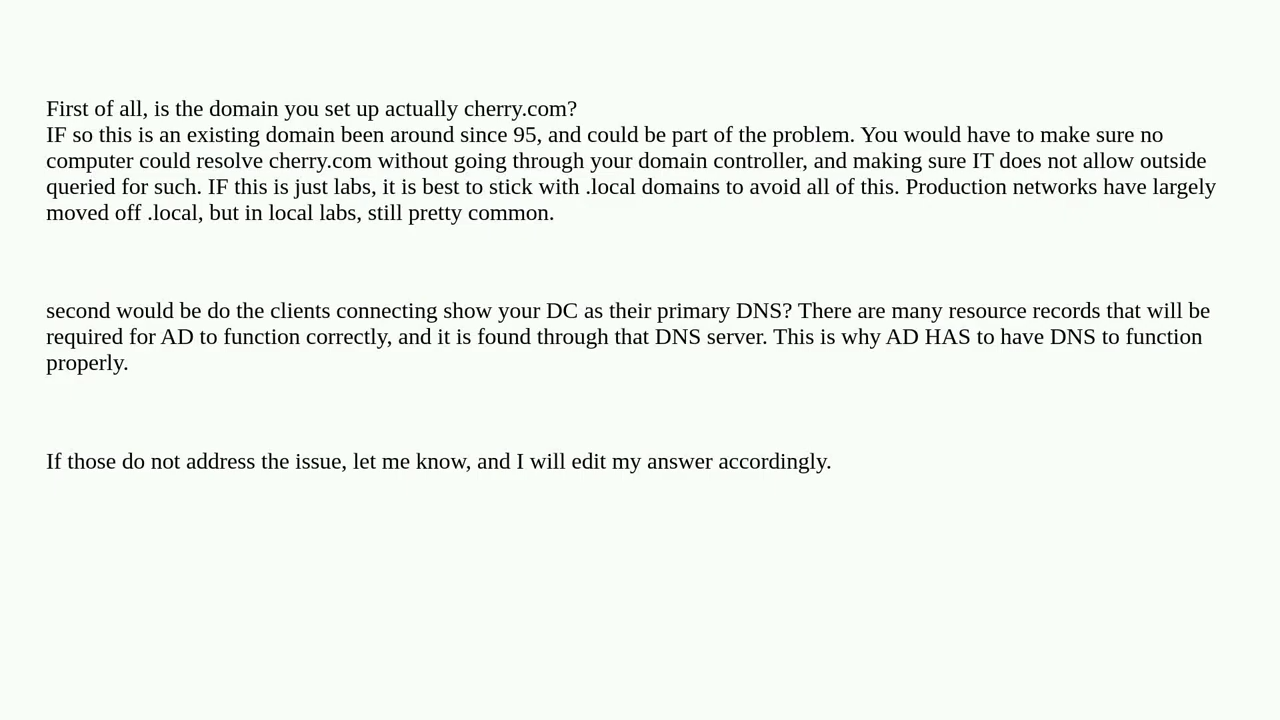 First of all, is the domain you set up actually cherry.com?
IF so this is an existing domain been around since 95, and could be part of the problem. You would have to make sure no
computer could resolve cherry.com without going through your domain controller, and making sure IT does not allow outside
queried for such. IF this is just labs, it is best to stick with .local domains to avoid all of this. Production networks have largely
moved off .local, but in local labs, still pretty common.
second would be do the clients connecting show your DC as their primary DNS? There are many resource records that will be
required for AD to function correctly, and it is found through that DNS server. This is why AD HAS to have DNS to function
properly.
If those do not address the issue, let me know, and I will edit my answer accordingly.